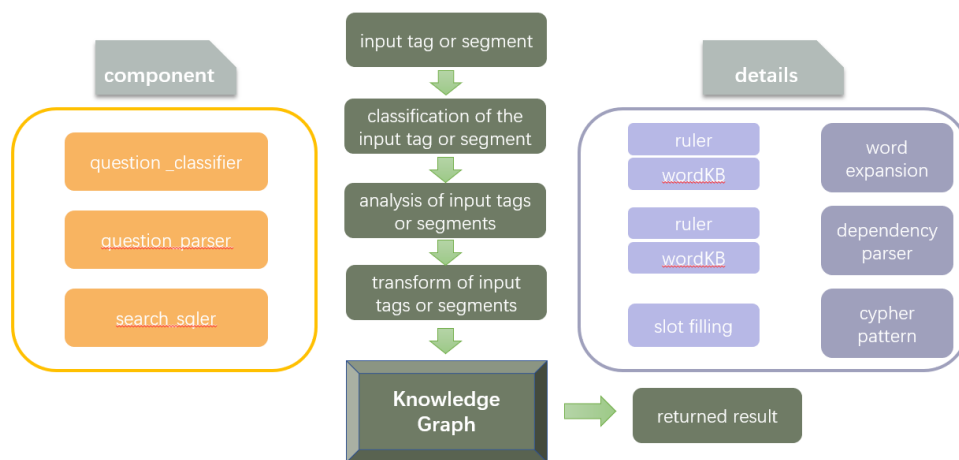 input tag or segment
component
details
classification of the
input tag or segment
question _classifier
ruler
wordKB
word
expansion
analysis of input tags
or segments
question_parser
ruler
wordKB
dependency
parser
transform of input
tags or segments
search_sqler
slot filling
cypher
pattern
Knowledge
Graph
returned result